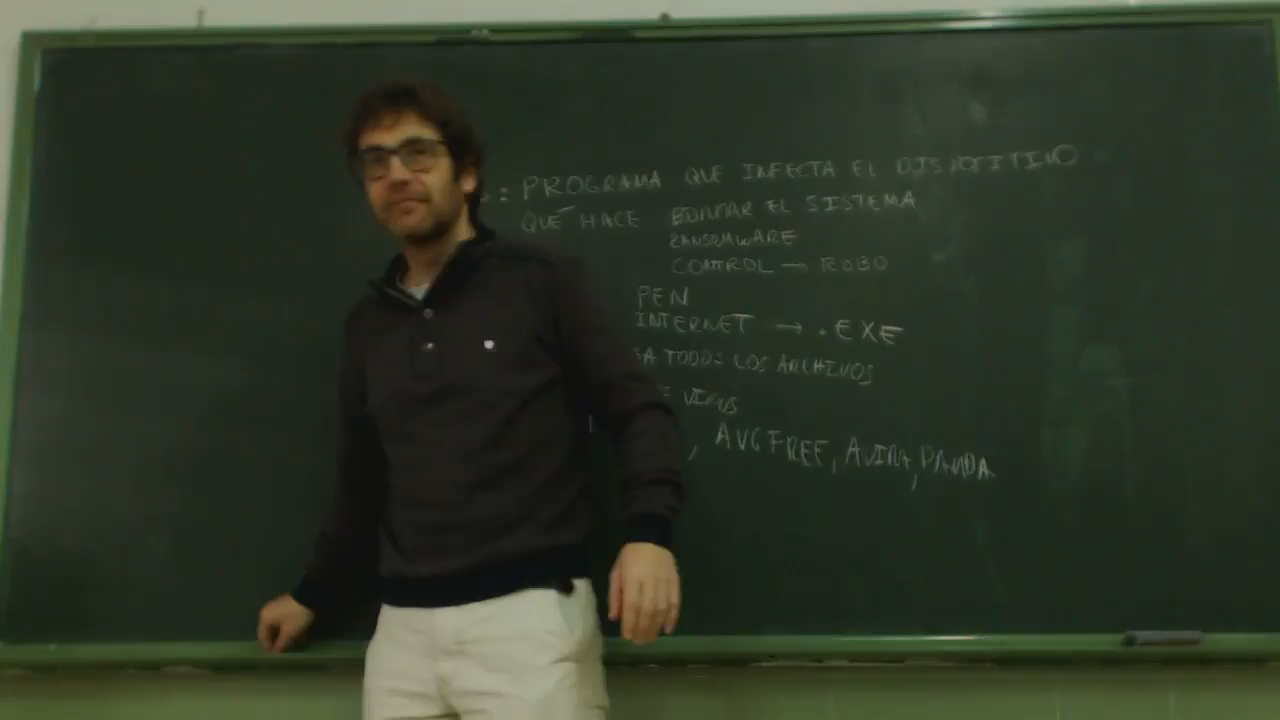 : PROGRAMA QUE INFECTA EL DISPOSITIVO
QUÉ HACE BORRAR EL SISTEMA
RANSOMWARE
CONTROL → ROBO
PEN
INTERNET → .EXE
A TODOS LOS ARCHIVOS
= VIRUS
, AVG FREE, AVIRA, PANDA